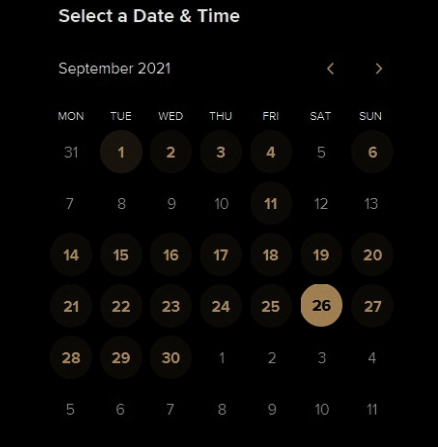 Select a Date & Time
September 2021
MON TUE WED THU FRI SAT SUN
31 1 2 3 4 5 6
7 8 9 10 11 12 13
14 15 16 17 18 19 20
21 22 23 24 25 26 27
28 29 30 1 2 3 4
5 6 7 8 9 10 11